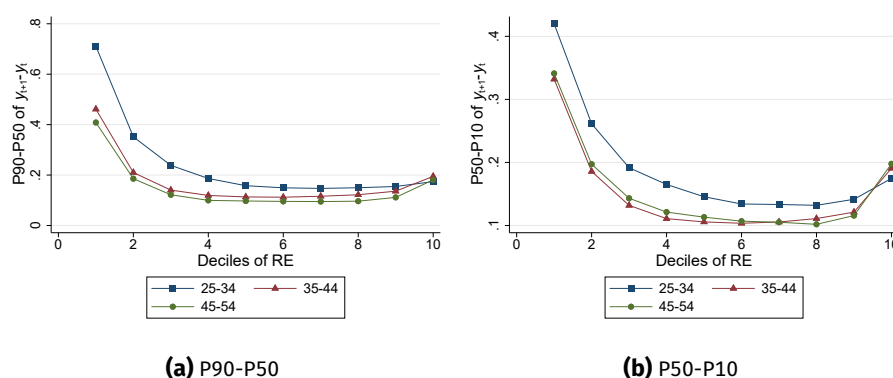 .8
.6
.4
.2
0
P90-P50 of yt+1-yt
0 2 4 6 8 10
Deciles of RE
25-34 35-44
45-54
(a) P90-P50
.4
.3
.2
.1
P50-P10 of yt+1-yt
0 2 4 6 8 10
Deciles of RE
25-34 35-44
45-54
(b) P50-P10